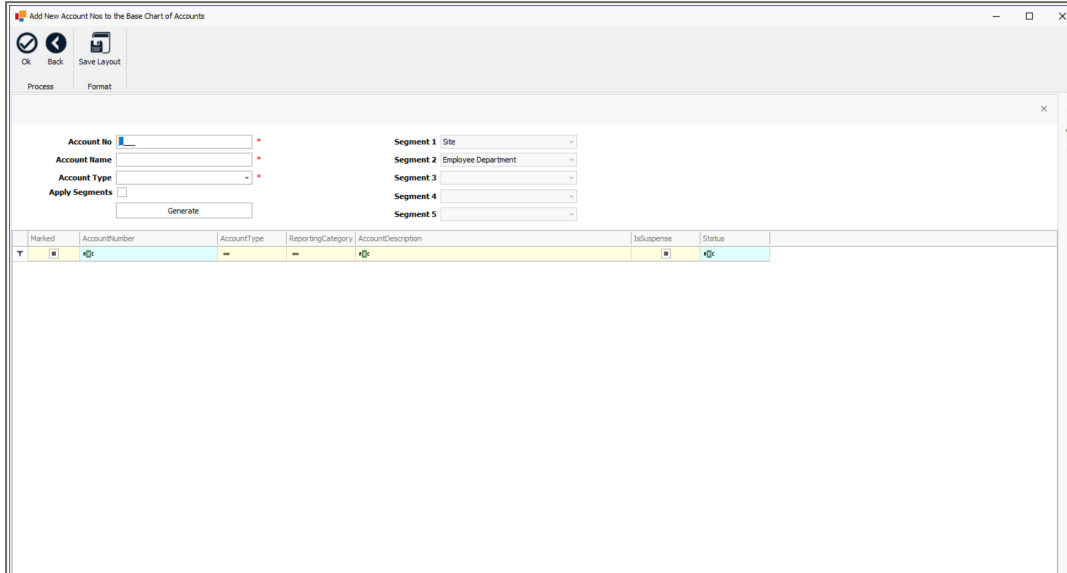 Add New Account Nos to the Base Chart of Accounts
Ok Back Save Layout
Process Format
Account No ___ *
Account Name *
Account Type *
Apply Segments
Generate
Segment 1 Site
Segment 2 Employee Department
Segment 3
Segment 4
Segment 5
Marked AccountNumber AccountType ReportingCategory AccountDescription IsSuspense Status